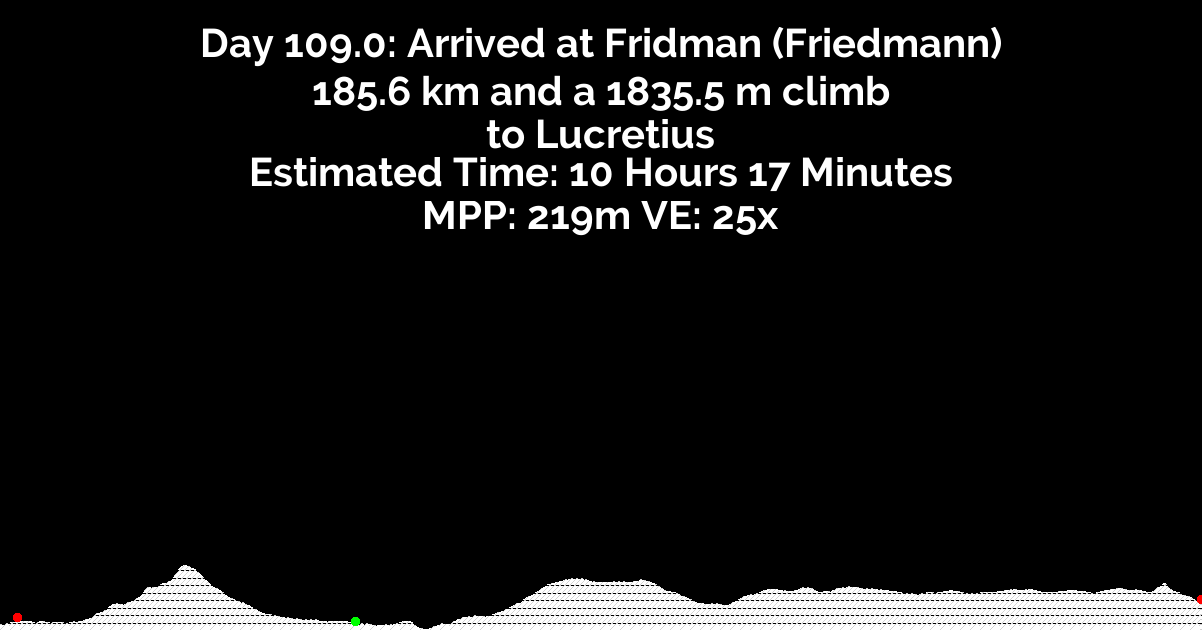 Day 109.0: Arrived at Fridman (Friedmann)
185.6 km and a 1835.5 m climb
to Lucretius
Estimated Time: 10 Hours 17 Minutes
MPP: 219m VE: 25x